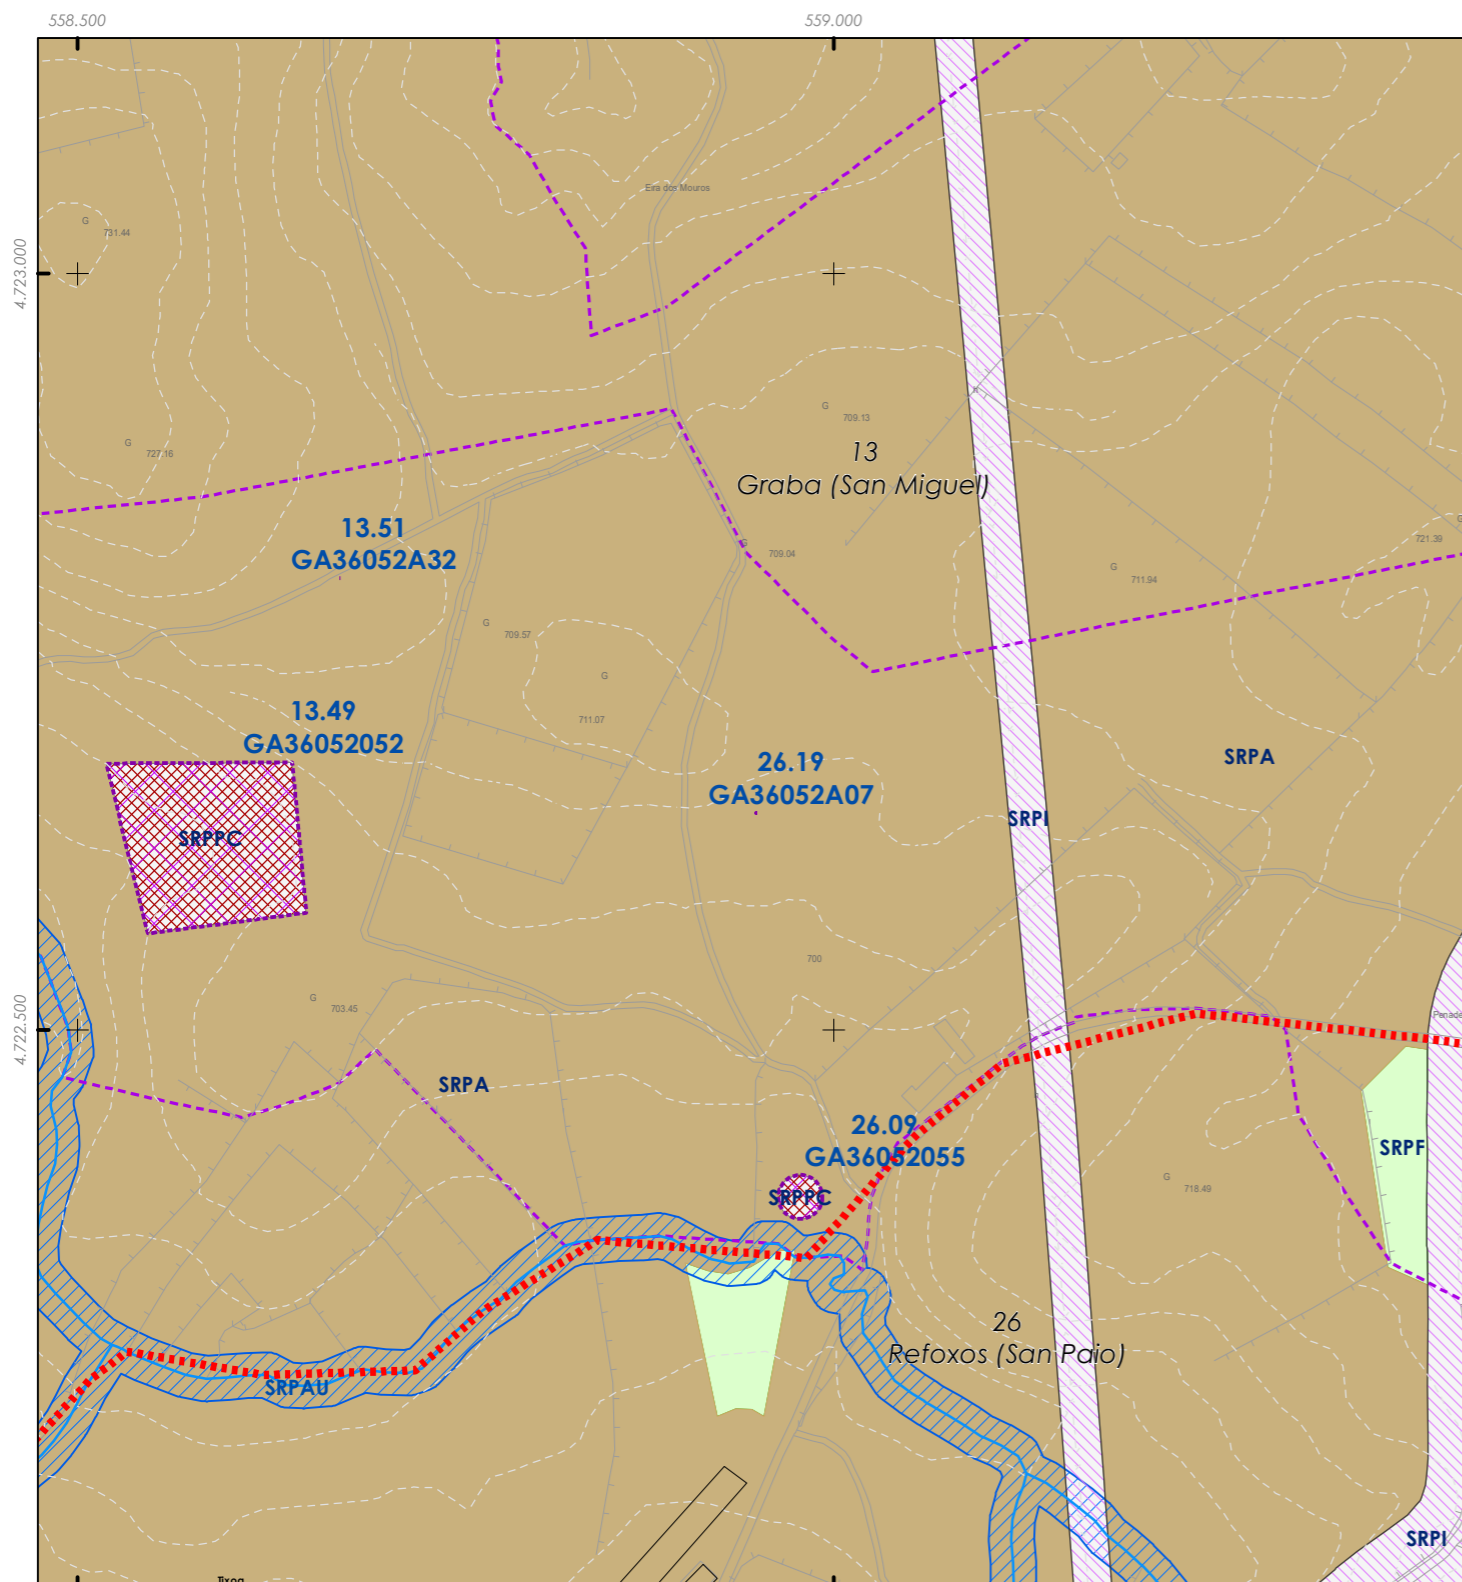 558.500
559.000
4.723.000
4.722.500
Eira dos Mouros
G
731.44
G
709.13
G
727.16
13
Graba (San Miguel)
13.51
GA36052A32
G
709.04
G
721.39
G
711.94
G
709.57
G
711.07
13.49
GA36052052
26.19
GA36052A07
SRPA
SRPI
SRPPC
700
G
703.45
SRPA
26.09
GA36052055
SRPF
SRPPC
G
718.49
26
Refoxos (San Paio)
SRPAU
SRPI